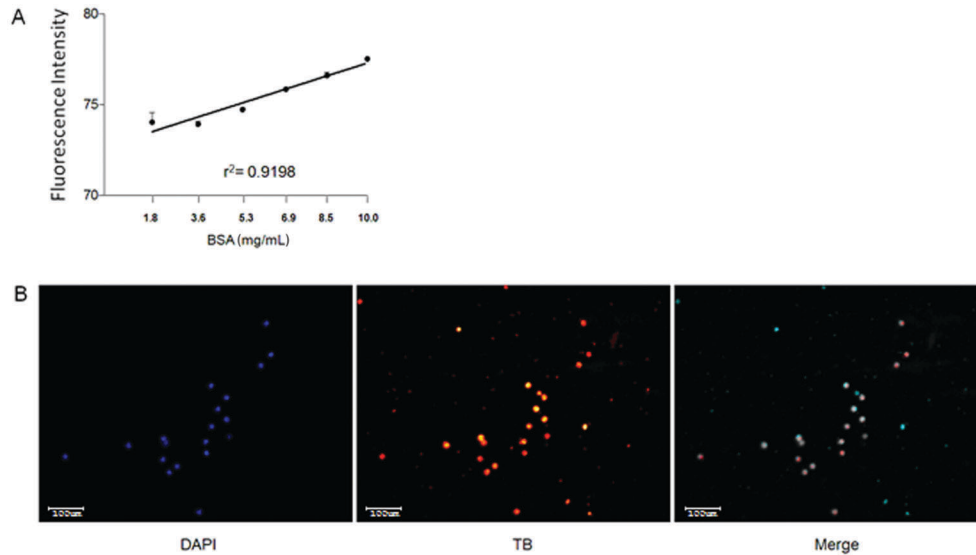 A
Fluorescence Intensity
80
75
70
r²= 0.9198
1.8 3.6 5.3 6.9 8.5 10.0
BSA (mg/mL)
B
100um 100um 100um
DAPI TB Merge